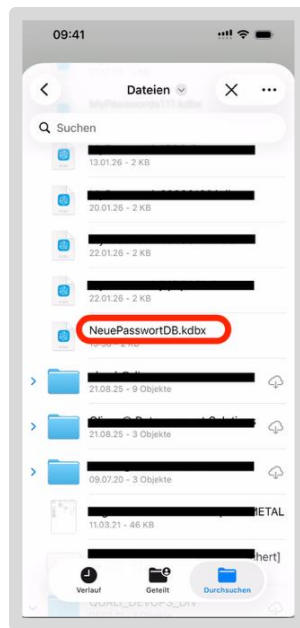 09:41
Dateien
Suchen
13.01.26 - 2 KB
20.01.26 - 2 KB
22.01.26 - 2 KB
22.01.26 - 2 KB
NeuePasswortDB.kdbx
21.08.25 - 9 Objekte
21.08.25 - 3 Objekte
09.07.20 - 3 Objekte
ETAL
11.03.21 - 46 KB
hert]
Verlauf
Geteilt
Durchsuchen